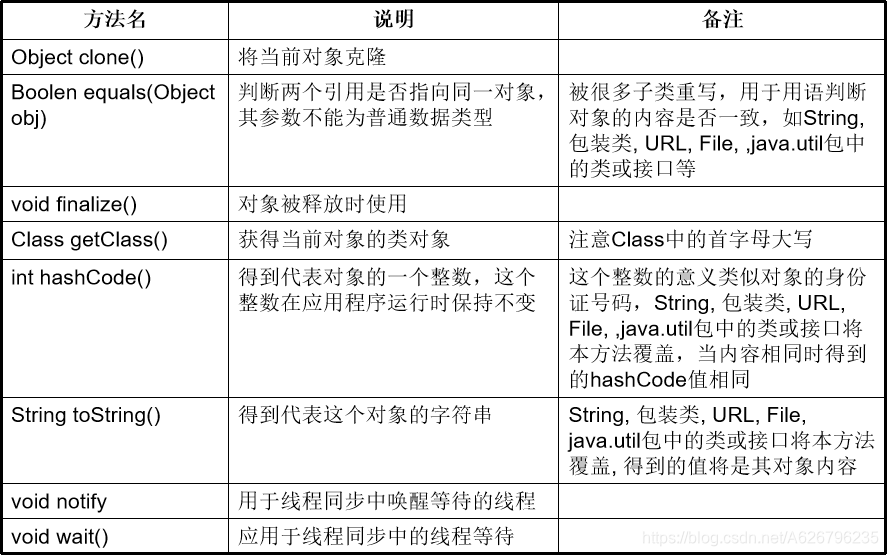 方法名 说明 备注
Object clone() 将当前对象克隆
Boolen equals(Object
obj)
判断两个引用是否指向同一对象，
其参数不能为普通数据类型
被很多子类重写，用于用语判断
对象的内容是否一致，如String,
包装类, URL, File, ,java.util包中
的类或接口等
void finalize() 对象被释放时使用
Class getClass() 获得当前对象的类对象 注意Class中的首字母大写
int hashCode()
得到代表对象的一个整数，这个
整数在应用程序运行时保持不变
这个整数的意义类似对象的身份
证号码，String, 包装类, URL,
File, ,java.util包中的类或接口将
本方法覆盖，当内容相同时得到
的hashCode值相同
String toString() 得到代表这个对象的字符串
String, 包装类, URL, File,
java.util包中的类或接口将本方法
覆盖, 得到的值将是其对象内容
void notify 用于线程同步中唤醒等待的线程
void wait() 应用于线程同步中的线程等待
https://blog.csdn.net/A626796235